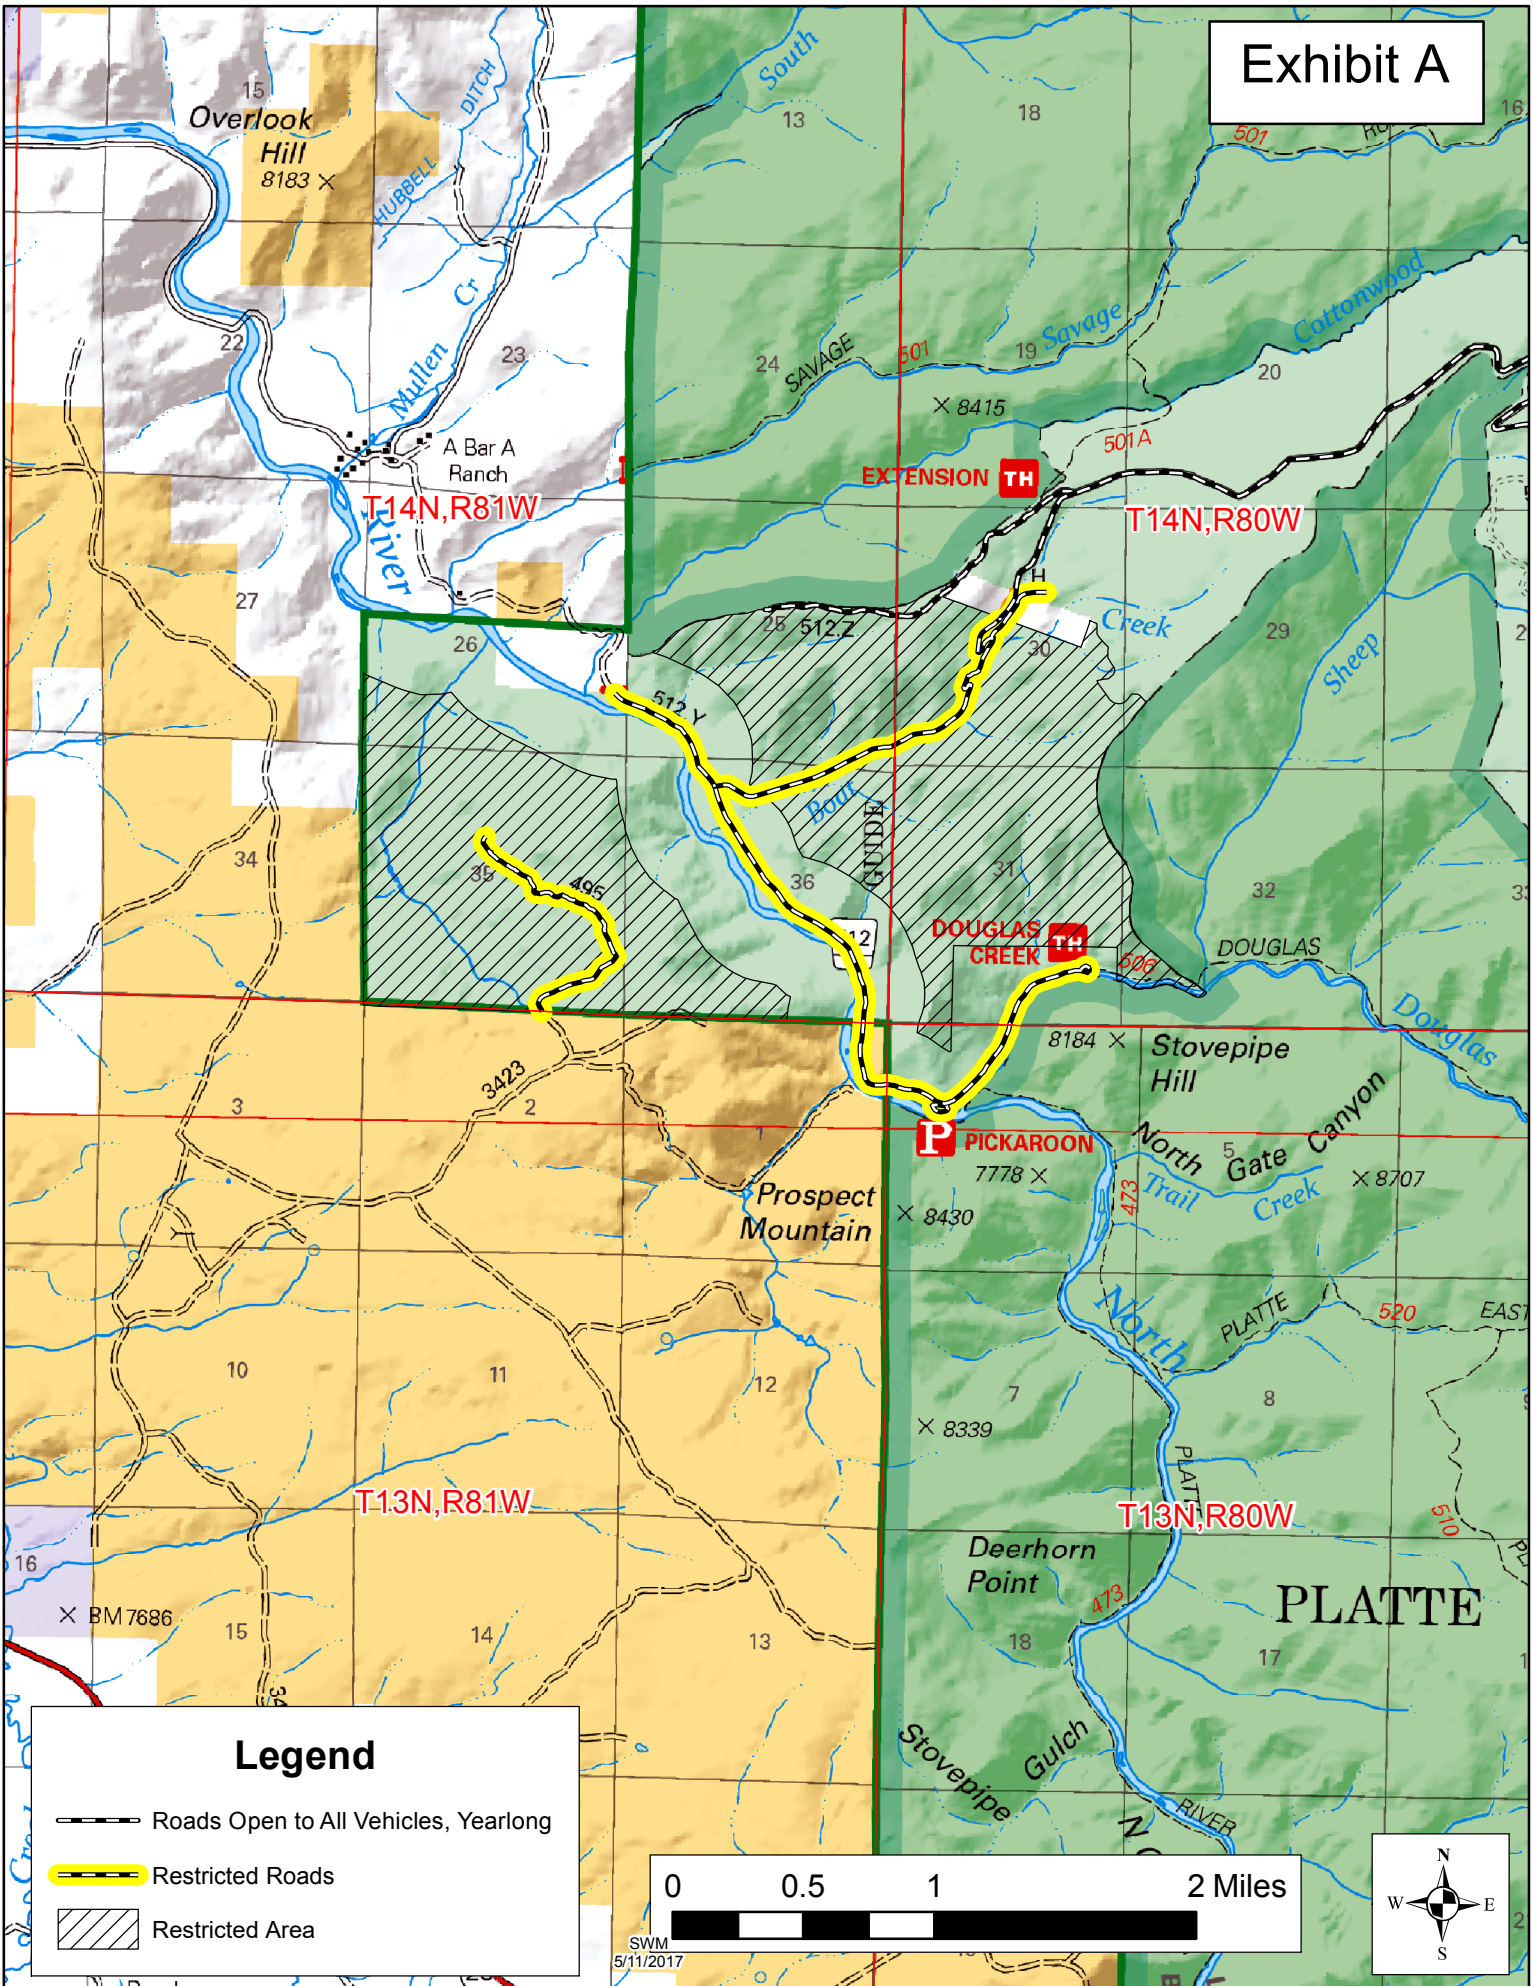 Exhibit A
South
DITCH
15
Overlook
Hill
8183
13
18
16
501
HUBBELL
Cr
Mullen
22
23
24
SAVAGE
501
19
Savage
Cottonwood
20
8415
501A
A Bar A
Ranch
EXTENSION TH
T14N,R81W
T14N,R80W
River
27
H
26
25
512.Z
30
Creek
29
Sheep
512.Y
Boat
34
35
495
36
GUIDE
31
32
12
DOUGLAS
CREEK TH
506
DOUGLAS
Douglas
8184
Stovepipe
Hill
3423
3
2
1
P PICKAROON
7778
North
Gate
Canyon
5
Trail
Creek
473
8707
Prospect
Mountain
8430
North
PLATTE
520
EAST
10
11
12
7
8
8339
PLATTE
T13N,R81W
T13N,R80W
510
16
Deerhorn
Point
473
PLATTE
BM 7686
15
14
13
18
17
34
Stovepipe
Gulch
RIVER
Legend
Roads Open to All Vehicles, Yearlong
Restricted Roads
Restricted Area
0 0.5 1 2 Miles
SWM
5/11/2017
N
W E
S